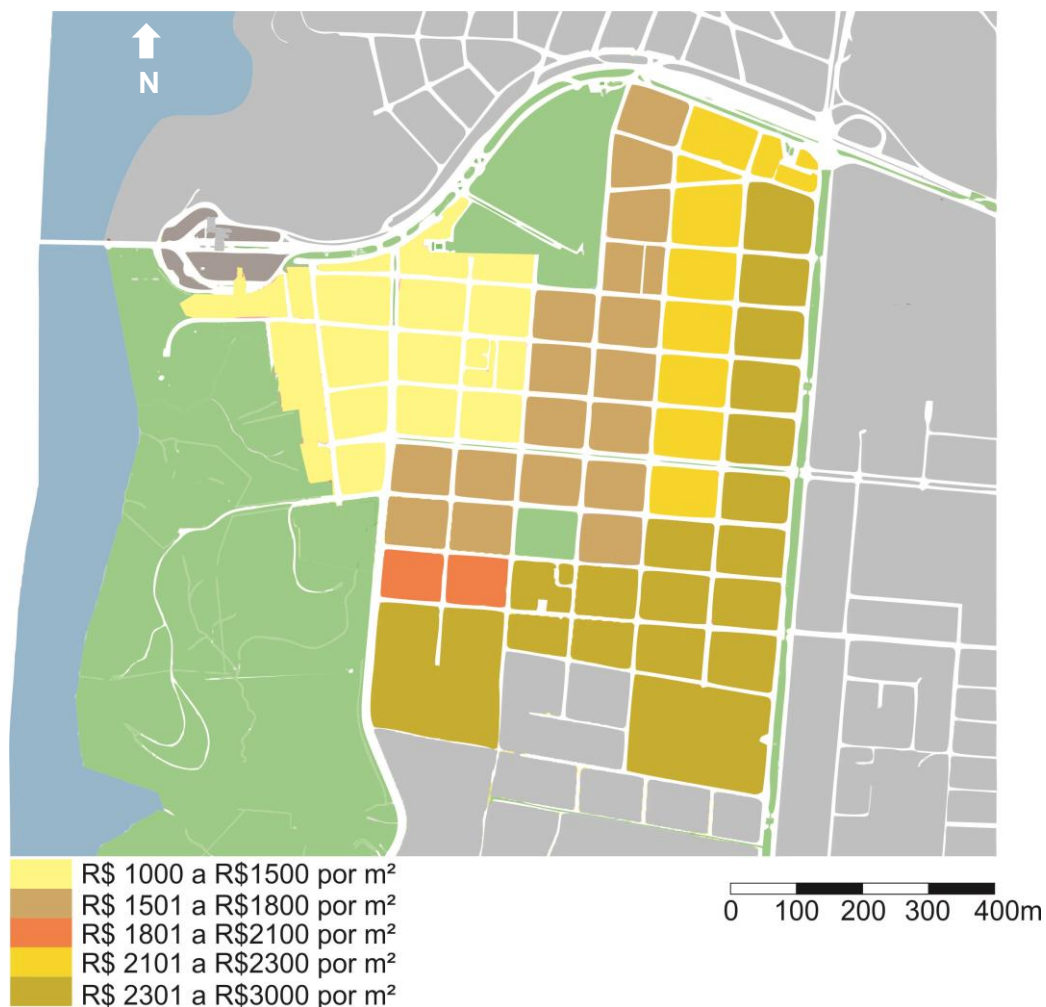 N
R$ 1000 a R$1500 por m²
R$ 1501 a R$1800 por m²
R$ 1801 a R$2100 por m²
R$ 2101 a R$2300 por m²
R$ 2301 a R$3000 por m²
0 100 200 300 400m